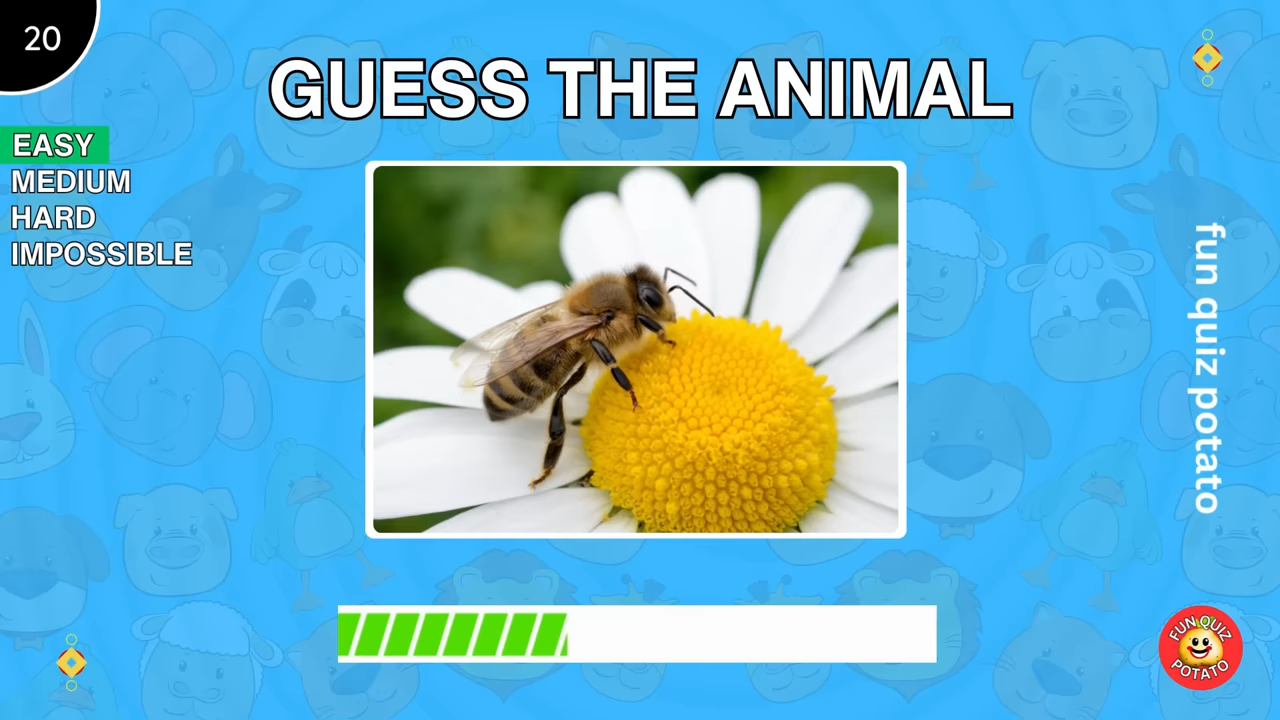 20
GUESS THE ANIMAL
EASY
MEDIUM
HARD
IMPOSSIBLE
fun quiz potato
FUN QUIZ
POTATO